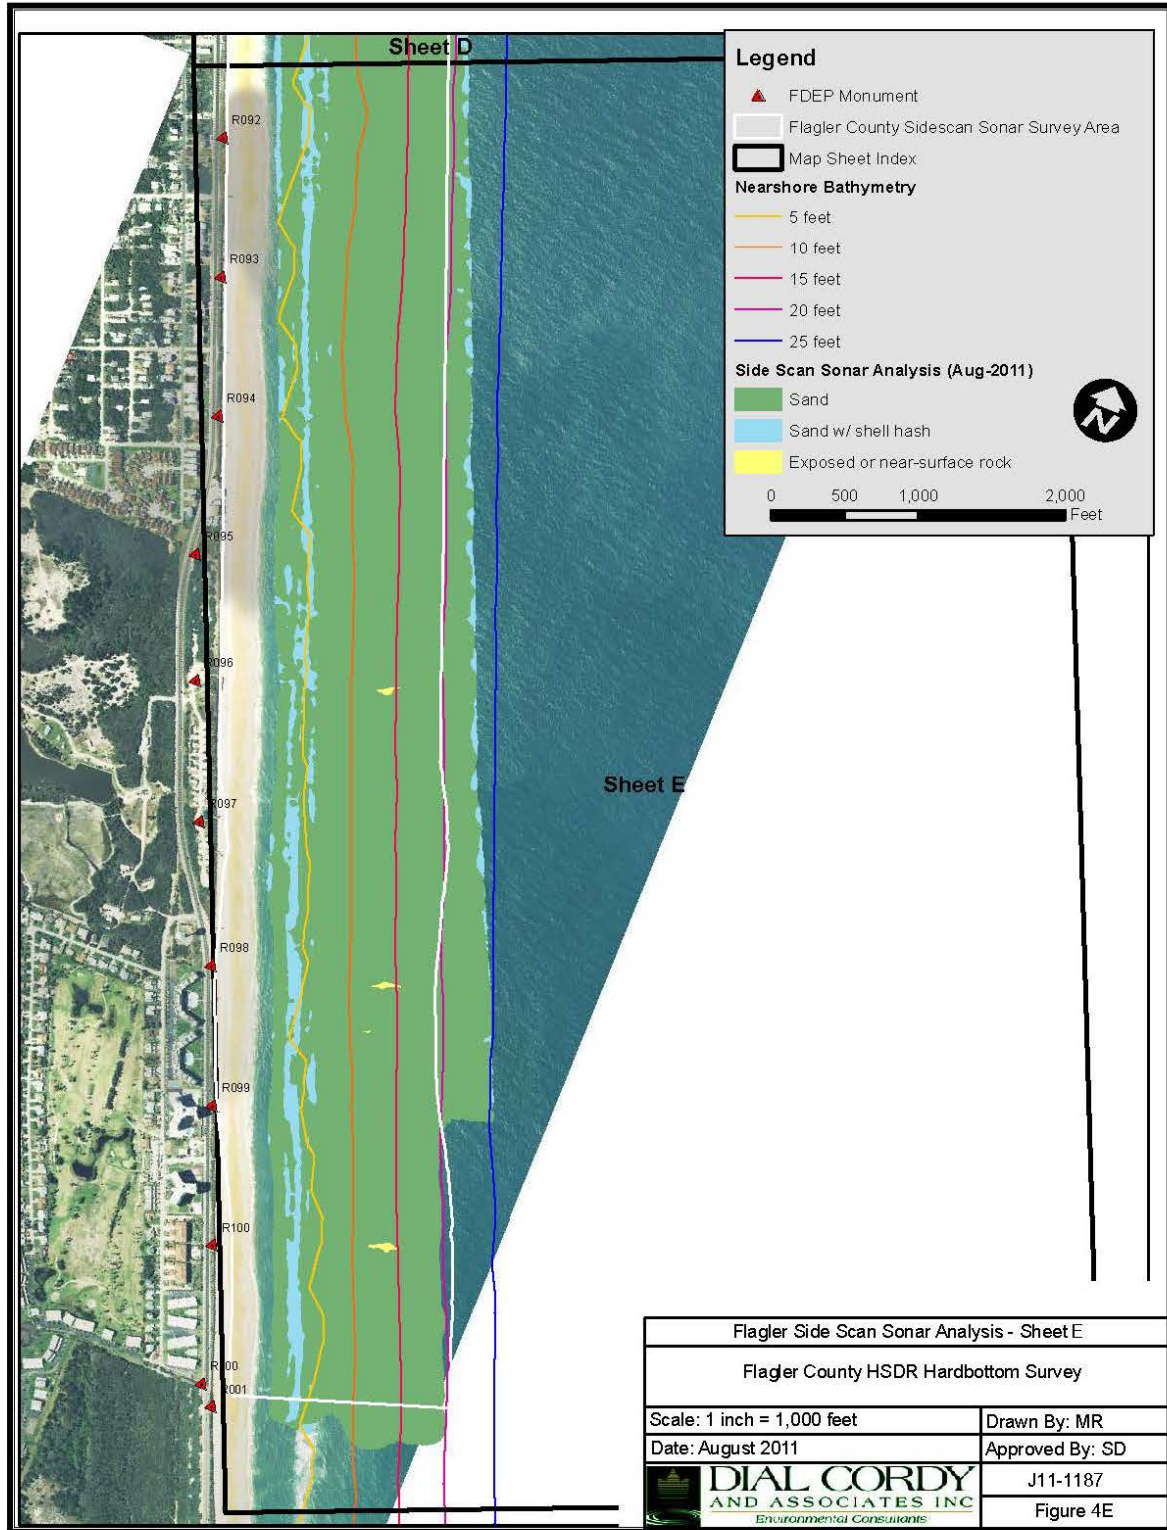 Sheet D
Legend
FDEP Monument
Flagler County Sidescan Sonar Survey Area
Map Sheet Index
Nearshore Bathymetry
5 feet
10 feet
15 feet
20 feet
25 feet
Side Scan Sonar Analysis (Aug-2011)
Sand
Sand w/ shell hash
Exposed or near-surface rock
N
0 500 1,000 2,000
Feet
R092
R093
R094
R095
R096
R097
R098
R099
R100
Sheet E
Flagler Side Scan Sonar Analysis - Sheet E
Flagler County HSDR Hardbottom Survey
Scale: 1 inch = 1,000 feet
Drawn By: MR
Date: August 2011
Approved By: SD
DIAL CORDY
AND ASSOCIATES INC
Environmental Consultants
J11-1187
Figure 4E